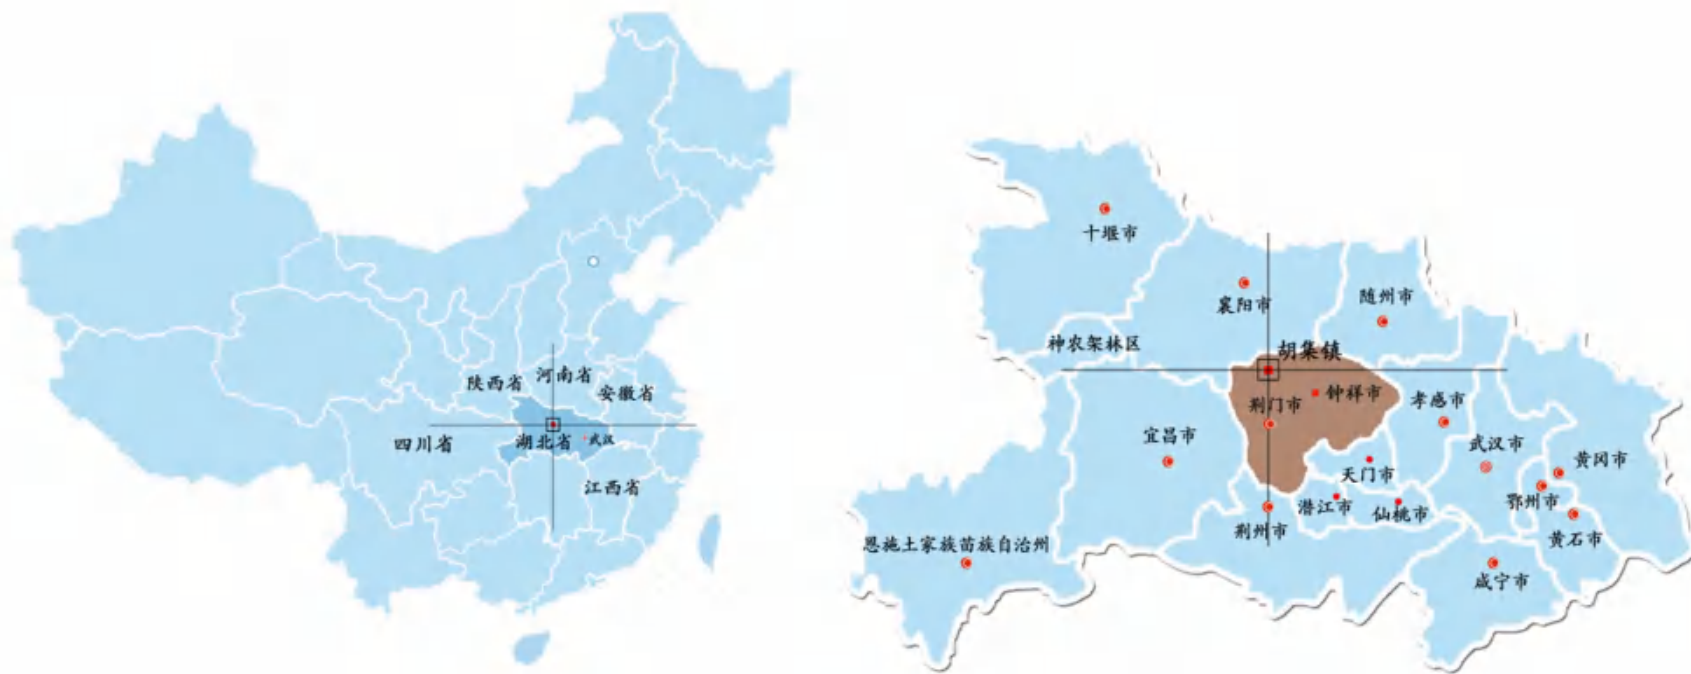 陕西省
河南省
安徽省
四川省
湖北省
武汉
江西省
十堰市
襄阳市
随州市
神农架林区
胡集镇
钟祥市
荆门市
孝感市
宜昌市
武汉市
黄冈市
天门市
鄂州市
潜江市
仙桃市
荆州市
黄石市
恩施土家族苗族自治州
咸宁市